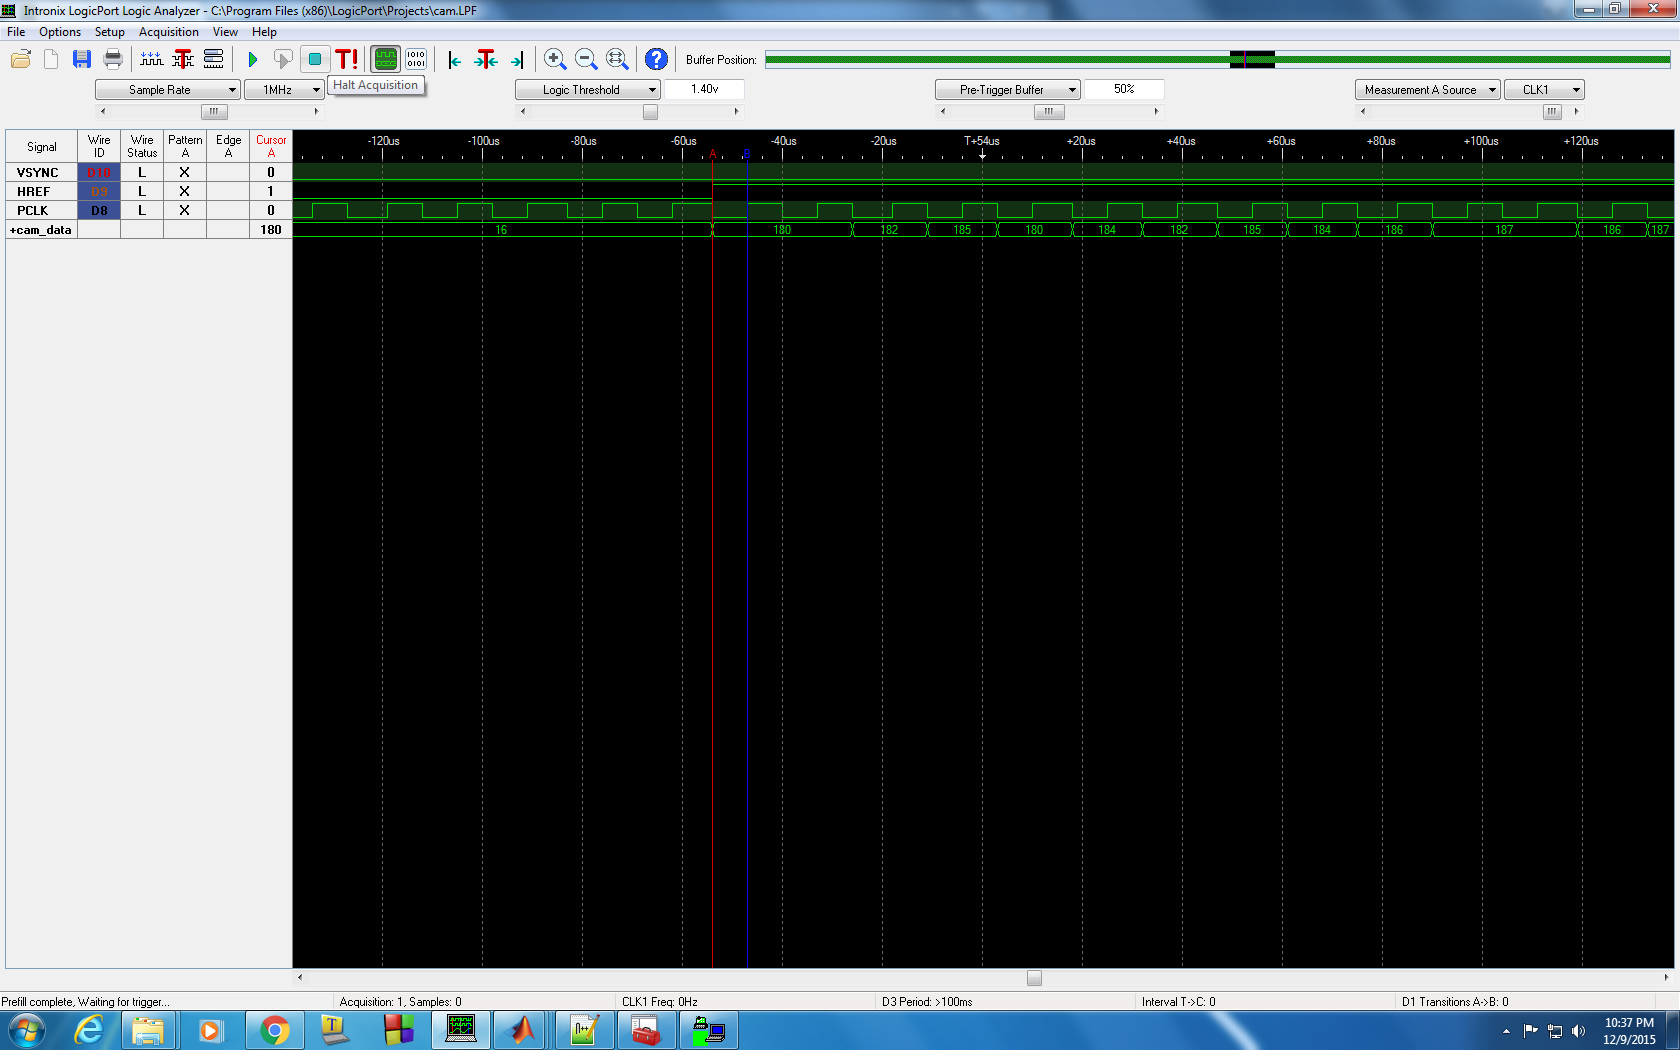 Intronix LogicPort Logic Analyzer - C:\Program Files (x86)\LogicPort\Projects\cam.LPF
File Options Setup Acquisition View Help
Buffer Position:
Sample Rate 1MHz Halt Acquisition Logic Threshold 1.40v Pre-Trigger Buffer 50% Measurement A Source CLK1
Signal Wire ID Wire Status Pattern A Edge A Cursor A
-120us -100us -80us -60us -40us -20us T+54us +20us +40us +60us +80us +100us +120us
A B
VSYNC D10 L X 0
HREF D9 L X 1
PCLK D8 L X 0
+cam_data 180 16 180 182 185 180 184 182 185 184 186 187 186 187
Prefill complete, Waiting for trigger... Acquisition: 1, Samples: 0 CLK1 Freq: 0Hz D3 Period: >100ms Interval T->C: 0 D1 Transitions A->B: 0
10:37 PM
12/9/2015